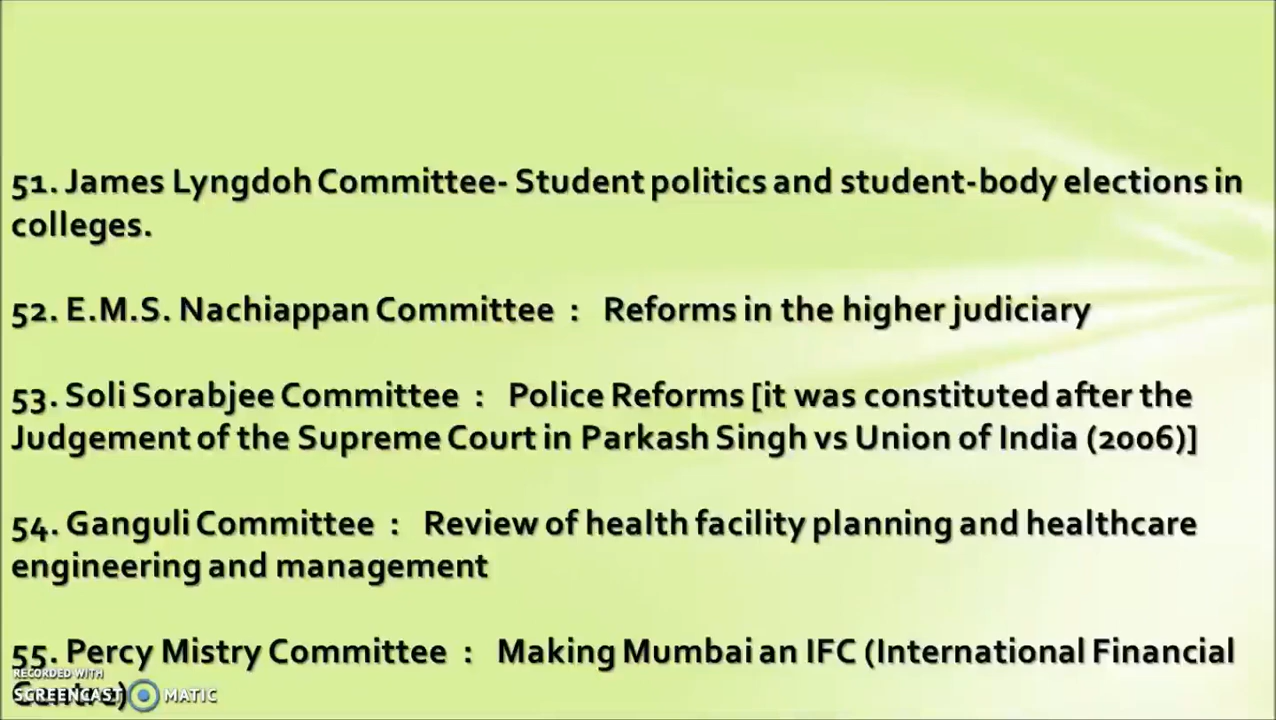 51. James Lyngdoh Committee- Student politics and student-body elections in
colleges.
52. E.M.S. Nachiappan Committee : Reforms in the higher judiciary
53. Soli Sorabjee Committee : Police Reforms [it was constituted after the
Judgement of the Supreme Court in Parkash Singh vs Union of India (2006)]
54. Ganguli Committee : Review of health facility planning and healthcare
engineering and management
55. Percy Mistry Committee : Making Mumbai an IFC (International Financial
Centre)
RECORDED WITH
SCREENCAST MATIC